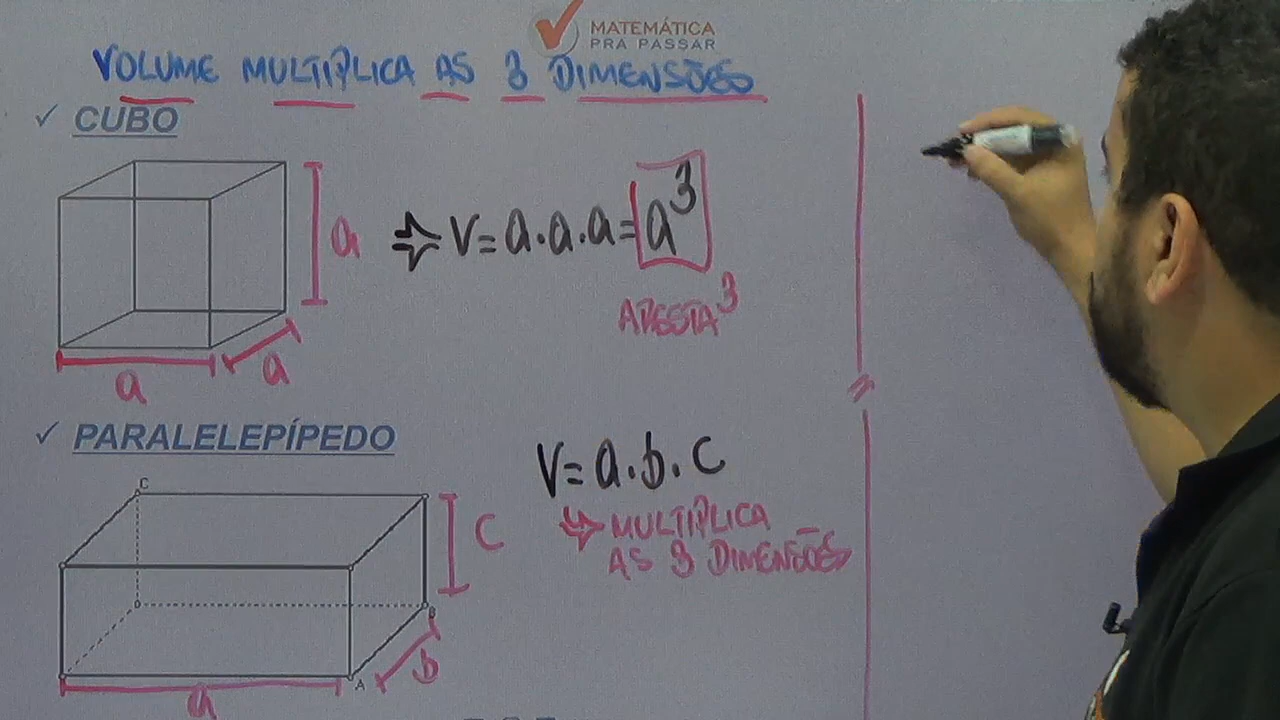 MATEMÁTICA
PRA PASSAR
VOLUME MULTIPLICA AS 3 DIMENSÕES
✓ CUBO
a
⇒ V = a.a.a = a³
ARESTA³
a
a
✓ PARALELEPÍPEDO
V = a.b.c
C
C
↳ MULTIPLICA
AS 3 DIMENSÕES
B
b
A
a